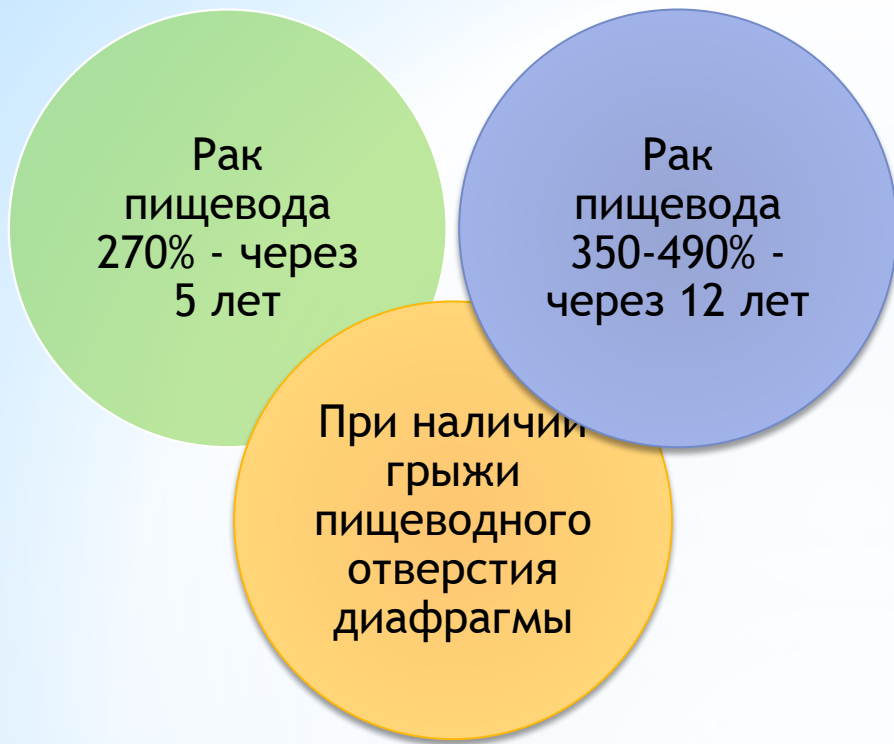 Рак
пищевода
270% - через
5 лет
Рак
пищевода
350-490% -
через 12 лет
При наличии
грыжи
пищеводного
отверстия
диафрагмы